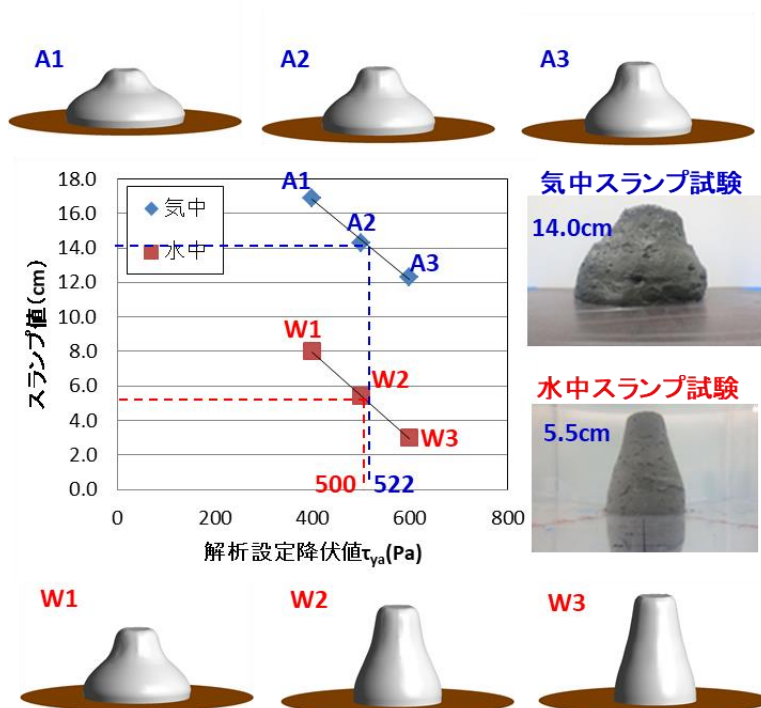 A1
A2
A3
気中スランプ試験
14.0cm
水中スランプ試験
5.5cm
スランプ値(cm)
18.0
16.0
14.0
12.0
10.0
8.0
6.0
4.0
2.0
0.0
気中
水中
A1
A2
A3
W1
W2
W3
500
522
0
200
400
600
800
解析設定降伏値τya(Pa)
W1
W2
W3